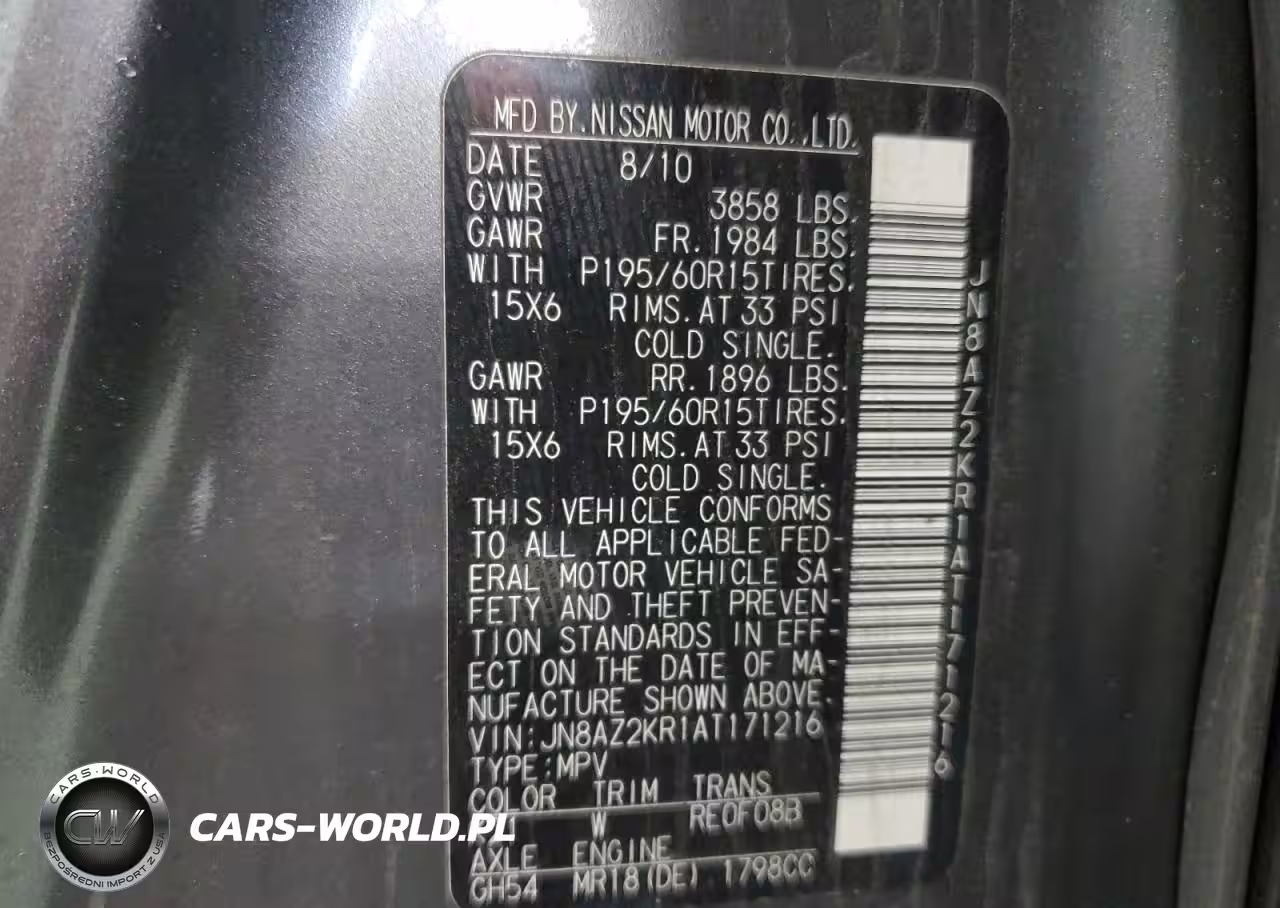 MFD BY.NISSAN MOTOR CO.,LTD.
DATE 8/10
GVWR 3858 LBS.
GAWR FR. 1984 LBS.
WITH P195/60R15TIRES.
15X6 RIMS.AT 33 PSI
COLD SINGLE.
GAWR RR. 1896 LBS.
WITH P195/60R15TIRES.
15X6 RIMS.AT 33 PSI
COLD SINGLE.
THIS VEHICLE CONFORMS
TO ALL APPLICABLE FED-
ERAL MOTOR VEHICLE SA-
FETY AND THEFT PREVEN-
TION STANDARDS IN EFF-
ECT ON THE DATE OF MA-
NUFACTURE SHOWN ABOVE.
VIN:JN8AZ2KR1AT171216
TYPE:MPV
COLOR TRIM TRANS
W RE0F08B
AXLE ENGINE
GH54 MR18(DE) 1798CC
JN8AZ2KR1AT171216
CARS-WORLD
CW
BEZPOŚREDNI IMPORT Z USA
CARS-WORLD.PL